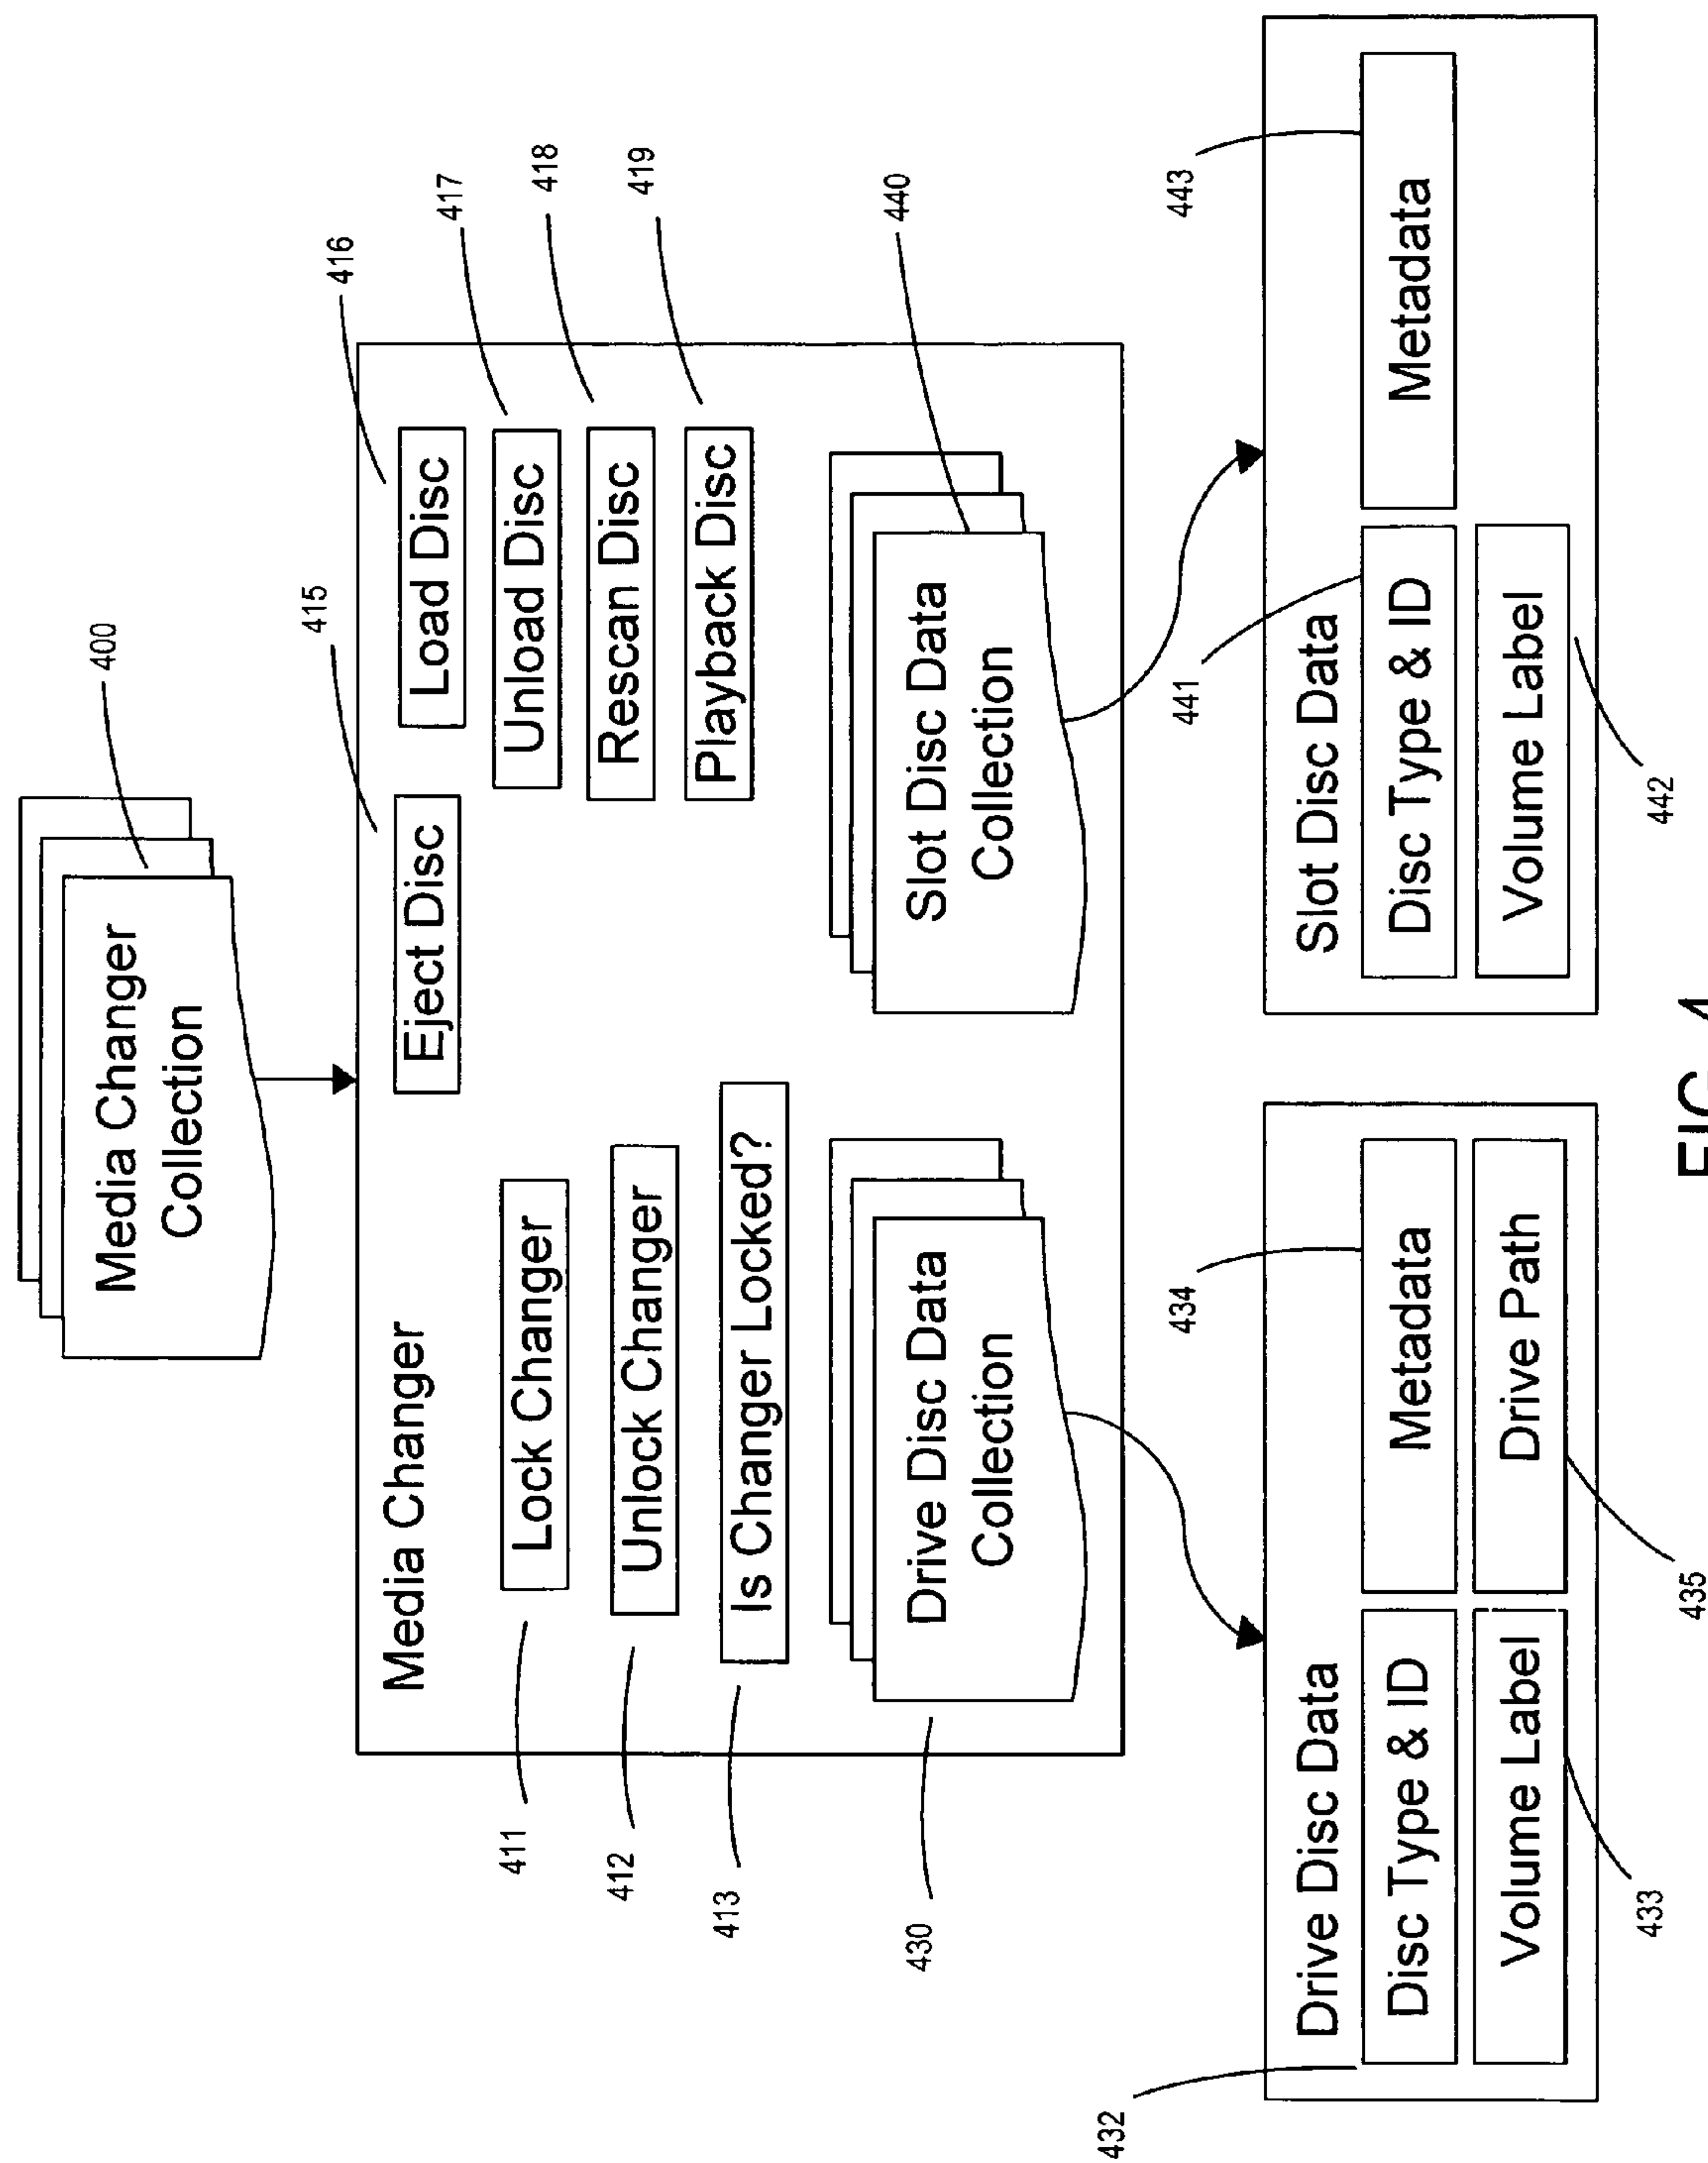 400
Media Changer
Collection
Media Changer
415
416
417
418
419
Eject Disc
Load Disc
Unload Disc
Rescan Disc
Playback Disc
411
Lock Changer
412
Unlock Changer
413
Is Changer Locked?
430
Drive Disc Data
Collection
440
Slot Disc Data
Collection
432
Drive Disc Data
Disc Type & ID
434
Metadata
Volume Label
Drive Path
433
435
441
443
Slot Disc Data
Disc Type & ID
Metadata
Volume Label
442
FIG. 4